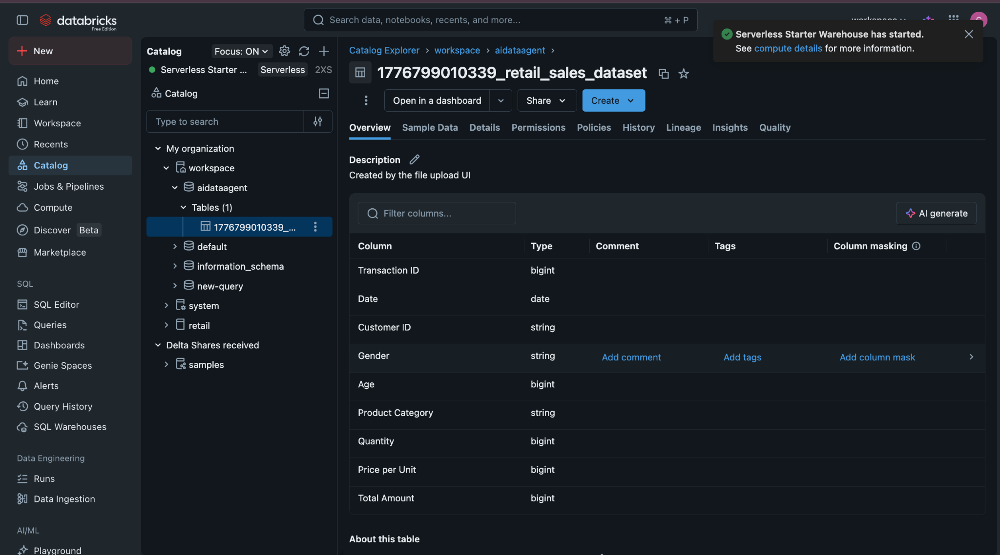 databricks
Free Edition
Search data, notebooks, recents, and more...
⌘ + P
Serverless Starter Warehouse has started.
See compute details for more information.
New
Home
Learn
Workspace
Recents
Catalog
Jobs & Pipelines
Compute
Discover Beta
Marketplace
SQL
SQL Editor
Queries
Dashboards
Genie Spaces
Alerts
Query History
SQL Warehouses
Data Engineering
Runs
Data Ingestion
AI/ML
Playground
Catalog
Focus: ON
Serverless Starter ... Serverless 2XS
Catalog
Type to search
My organization
workspace
aidataagent
Tables (1)
1776799010339_...
default
information_schema
new-query
system
retail
Delta Shares received
samples
Catalog Explorer > workspace > aidataagent >
1776799010339_retail_sales_dataset
Open in a dashboard
Share
Create
Overview Sample Data Details Permissions Policies History Lineage Insights Quality
Description
Created by the file upload UI
Filter columns...
AI generate
Column Type Comment Tags Column masking
Transaction ID bigint
Date date
Customer ID string
Gender string Add comment Add tags Add column mask
Age bigint
Product Category string
Quantity bigint
Price per Unit bigint
Total Amount bigint
About this table